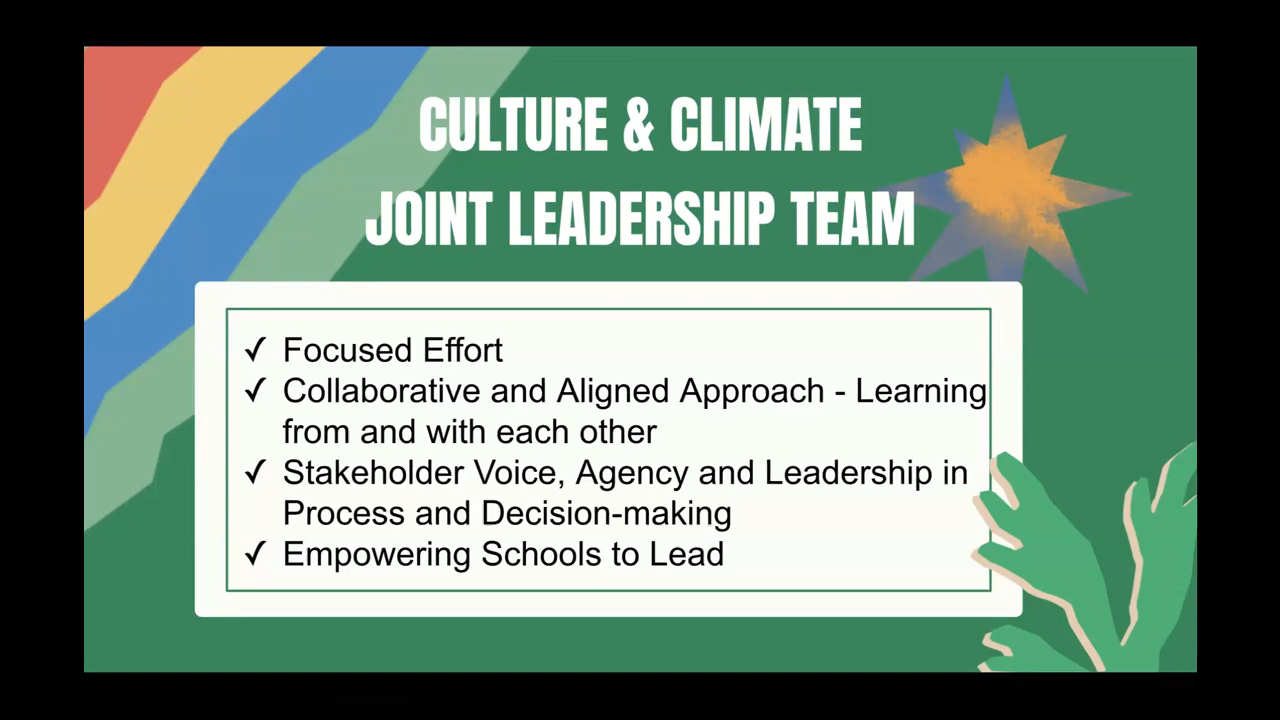 CULTURE & CLIMATE
JOINT LEADERSHIP TEAM
✓ Focused Effort
✓ Collaborative and Aligned Approach - Learning
from and with each other
✓ Stakeholder Voice, Agency and Leadership in
Process and Decision-making
✓ Empowering Schools to Lead